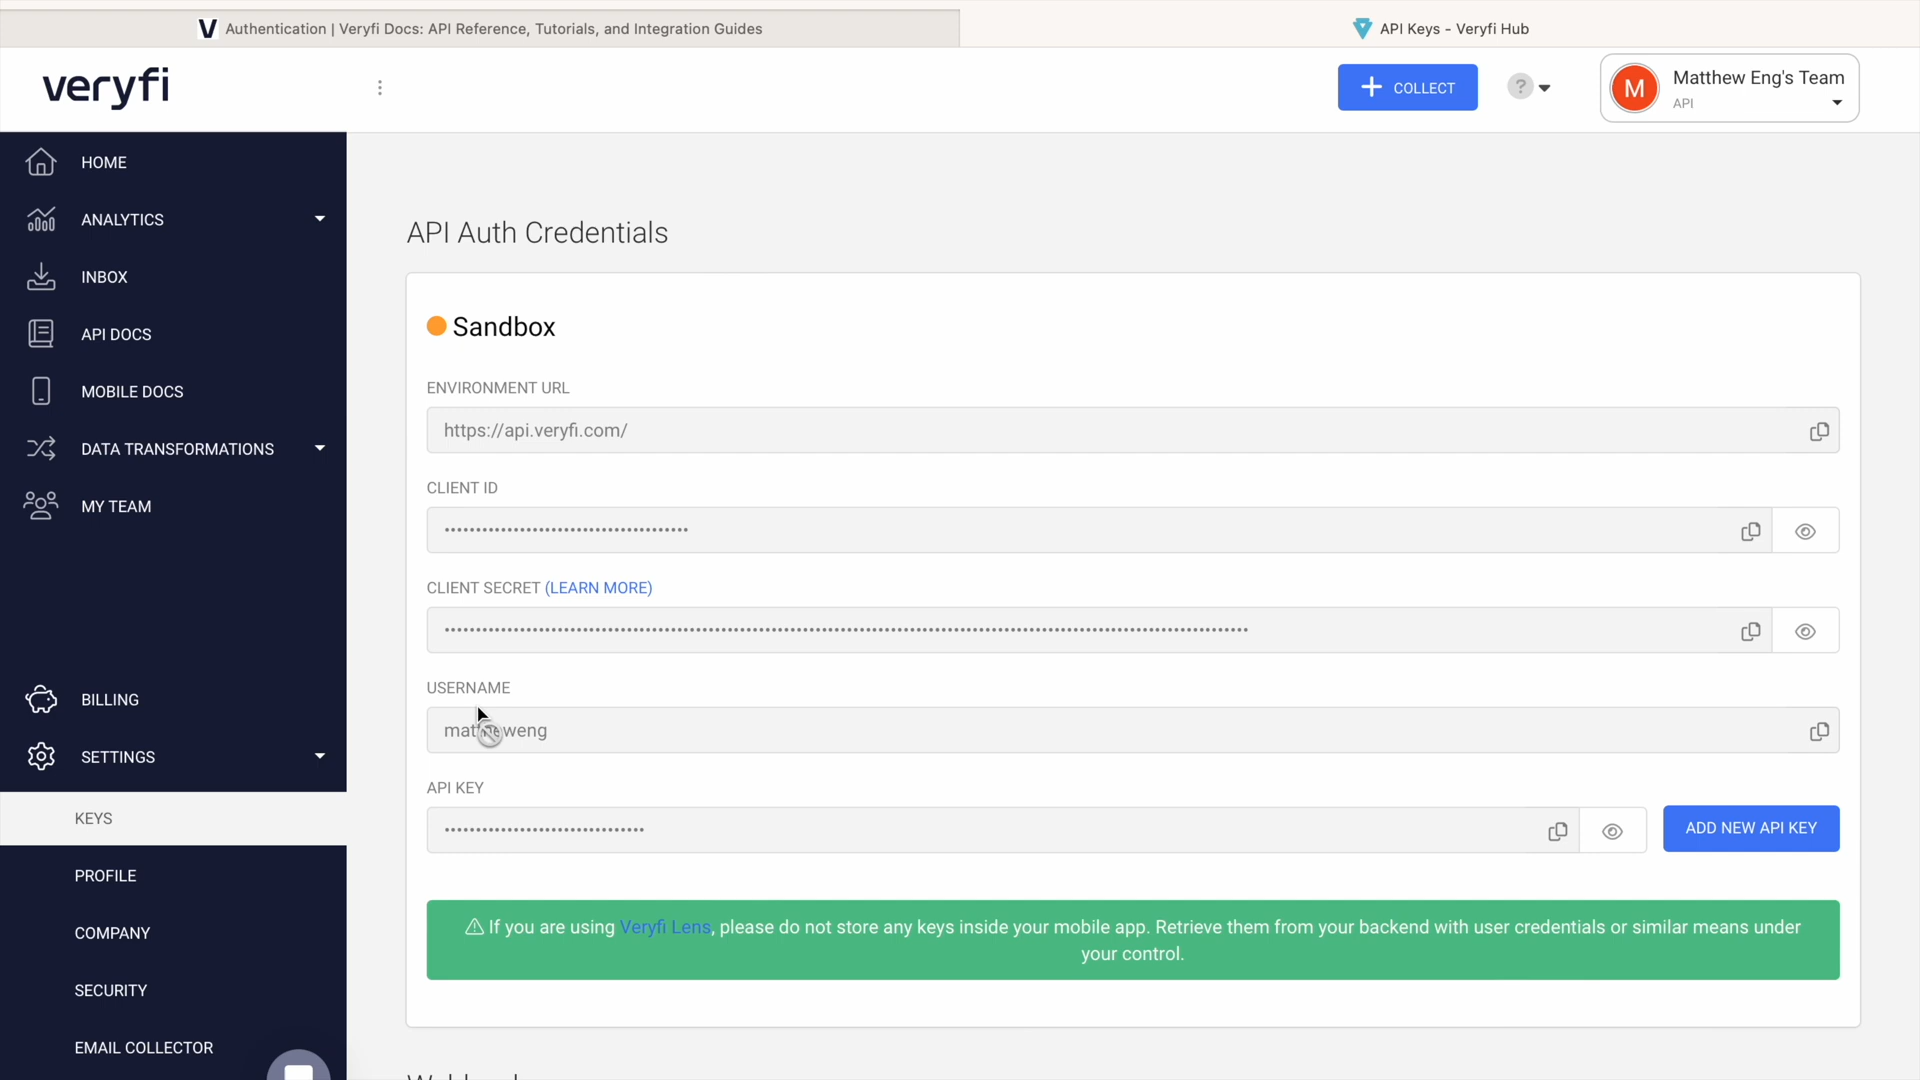 Authentication | Veryfi Docs: API Reference, Tutorials, and Integration Guides
API Keys - Veryfi Hub
veryfi
COLLECT
?
M
Matthew Eng's Team
API
HOME
ANALYTICS
INBOX
API DOCS
MOBILE DOCS
DATA TRANSFORMATIONS
MY TEAM
BILLING
SETTINGS
KEYS
PROFILE
COMPANY
SECURITY
EMAIL COLLECTOR
API Auth Credentials
Sandbox
ENVIRONMENT URL
https://api.veryfi.com/
CLIENT ID
CLIENT SECRET (LEARN MORE)
USERNAME
API KEY
ADD NEW API KEY
If you are using Veryfi Lens, please do not store any keys inside your mobile app. Retrieve them from your backend with user credentials or similar means under
your control.